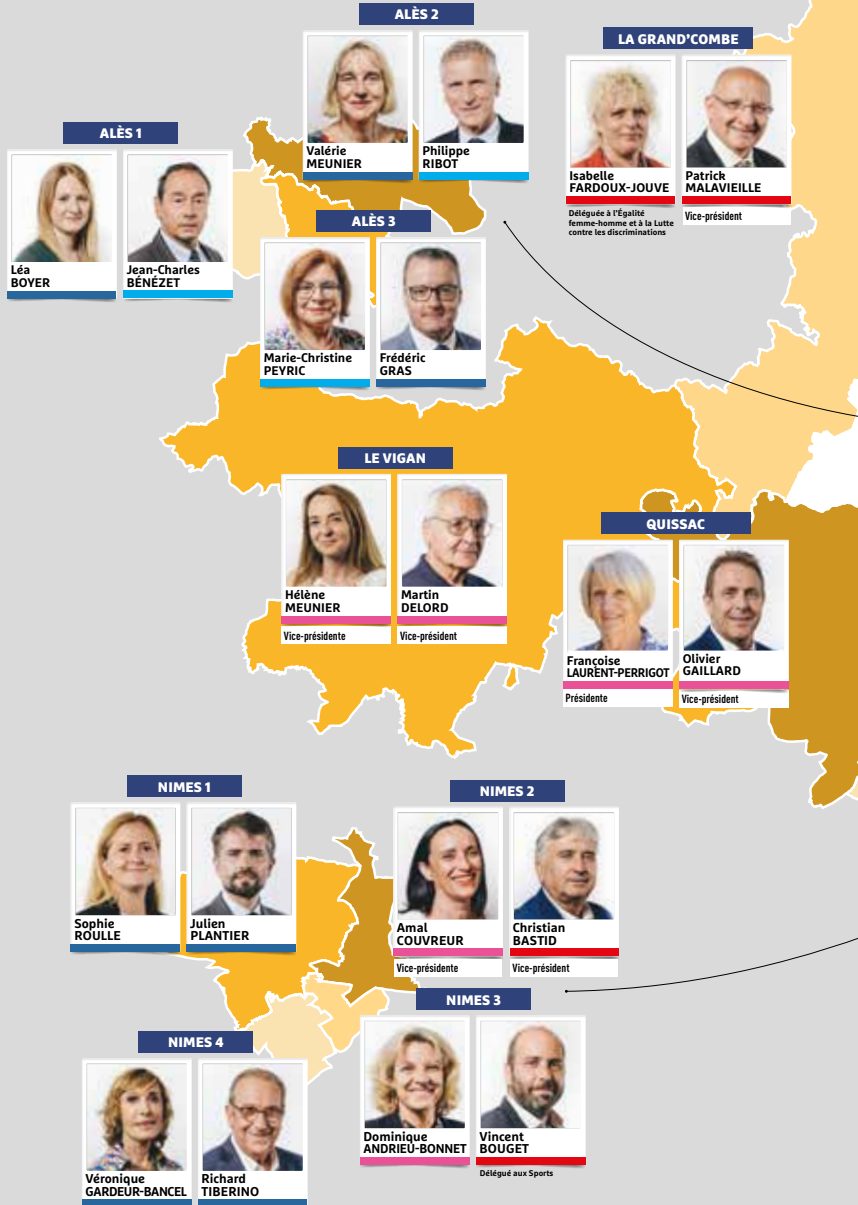 ALÈS 2
Valérie
MEUNIER
Philippe
RIBOT
LA GRAND'COMBE
Isabelle
FARDOUX-JOUVE
Déléguée à l'Égalité
femme-homme et à la Lutte
contre les discriminations
Patrick
MALAVIEILLE
Vice-président
ALÈS 1
Léa
BOYER
Jean-Charles
BÉNÉZET
ALÈS 3
Marie-Christine
PEYRIC
Frédéric
GRAS
LE VIGAN
Hélène
MEUNIER
Vice-présidente
Martin
DELORD
Vice-président
QUISSAC
Françoise
LAURENT-PERRIGOT
Présidente
Olivier
GAILLARD
Vice-président
NIMES 1
Sophie
ROULLE
Julien
PLANTIER
NIMES 2
Amal
COUVREUR
Vice-présidente
Christian
BASTID
Vice-président
NIMES 3
Dominique
ANDRIEU-BONNET
Vincent
BOUGET
Délégué aux Sports
NIMES 4
Véronique
GARDEUR-BANCEL
Richard
TIBERINO